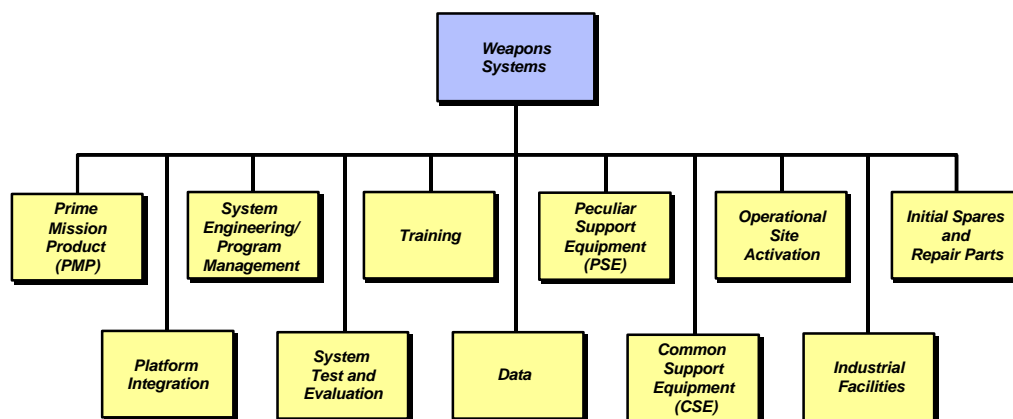 Weapons
Systems
Prime
Mission
Product
(PMP)
System
Engineering/
Program
Management
Training
Peculiar
Support
Equipment
(PSE)
Operational
Site
Activation
Initial Spares
and
Repair Parts
Platform
Integration
System
Test and
Evaluation
Data
Common
Support
Equipment
(CSE)
Industrial
Facilities